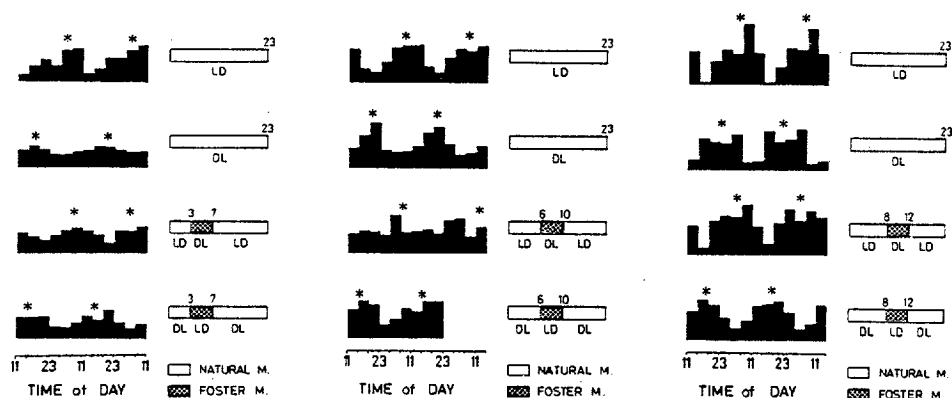 * * 23 * * 23 * * 23
LD LD LD
* * 23 * * 23 * * 23
DL DL DL
* * 3 7 * * 6 10 * * 8 12
LD DL LD LD DL LD LD DL LD
* * 3 7 * * 6 10 * * 8 12
DL LD DL DL LD DL DL LD DL
11 23 11 23 11 11 23 11 23 11 11 23 11 23 11
NATURAL M. NATURAL M. NATURAL M.
TIME of DAY FOSTER M. TIME of DAY FOSTER M. TIME of DAY FOSTER M.